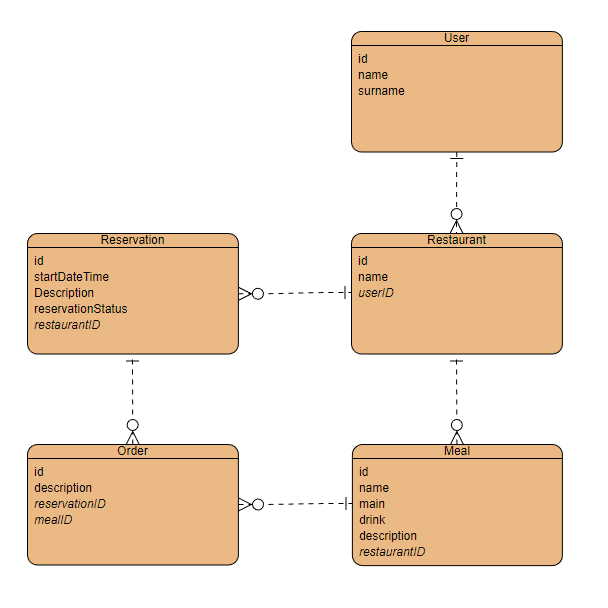 User
id
name
surname
Reservation
id
startDateTime
Description
reservationStatus
restaurantID
Restaurant
id
name
userID
Order
id
description
reservationID
mealID
Meal
id
name
main
drink
description
restaurantID